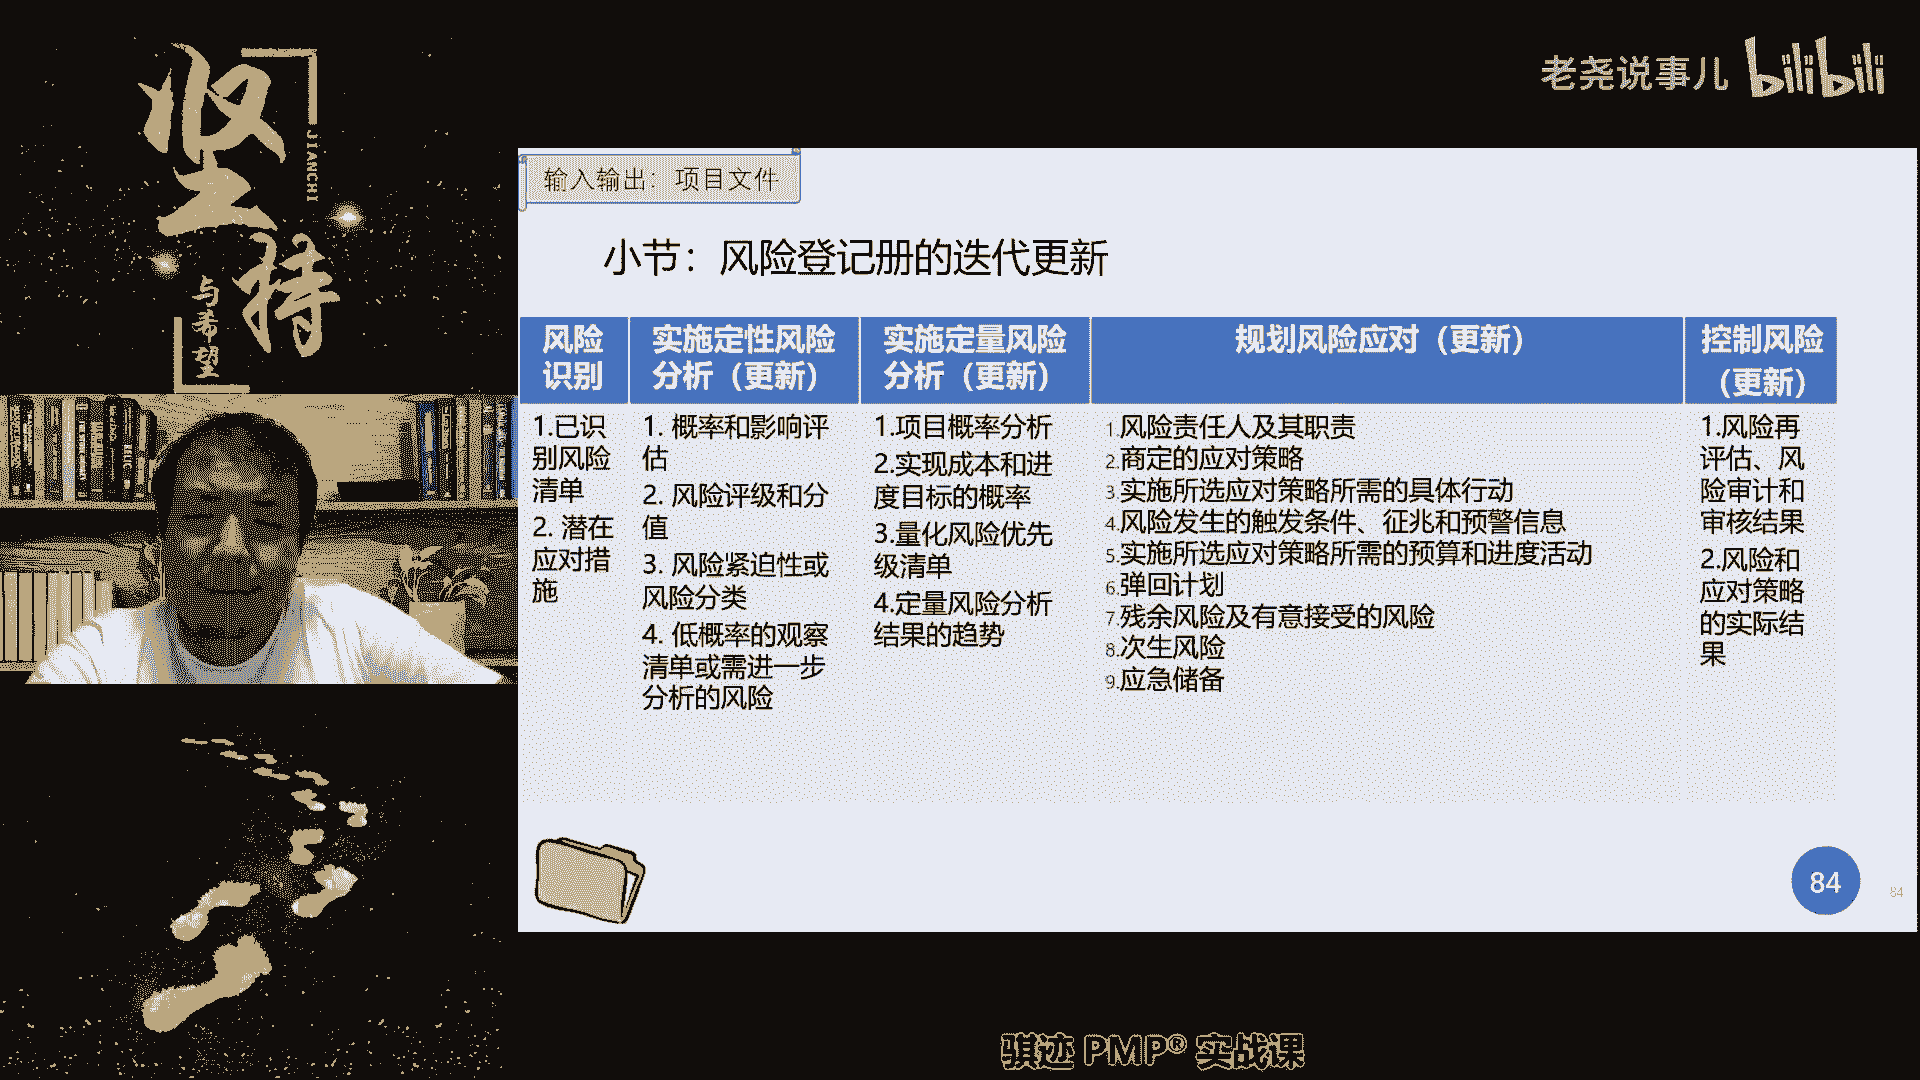 坚持
JIANCHI
与希望
老尧说事儿 bilibili
输入输出：项目文件
小节：风险登记册的迭代更新
风险
识别
1.已识
别风险
清单
2. 潜在
应对措
施
实施定性风险
分析（更新）
1. 概率和影响评
估
2. 风险评级和分
值
3. 风险紧迫性或
风险分类
4. 低概率的观察
清单或需进一步
分析的风险
实施定量风险
分析（更新）
1.项目概率分析
2.实现成本和进
度目标的概率
3.量化风险优先
级清单
4.定量风险分析
结果的趋势
规划风险应对（更新）
1.风险责任人及其职责
2.商定的应对策略
3.实施所选应对策略所需的具体行动
4.风险发生的触发条件、征兆和预警信息
5.实施所选应对策略所需的预算和进度活动
6.弹回计划
7.残余风险及有意接受的风险
8.次生风险
9.应急储备
控制风险
（更新）
1.风险再
评估、风
险审计和
审核结果
2.风险和
应对策略
的实际结
果
84
84
骐迹 PMP® 实战课